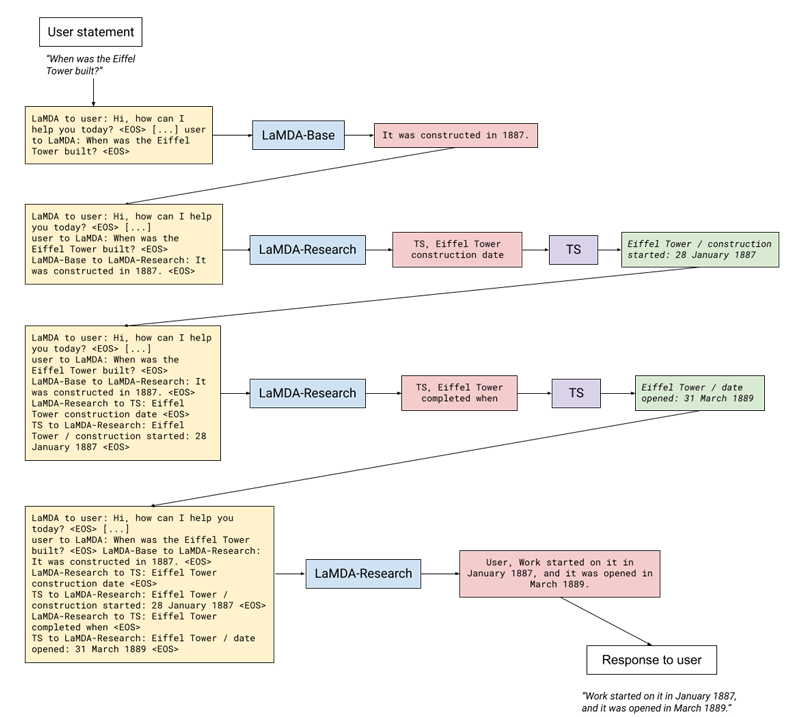 User statement
“When was the Eiffel
Tower built?”
LaMDA to user: Hi, how can I
help you today? <EOS> [...] user
to LaMDA: When was the Eiffel
Tower built? <EOS>
LaMDA-Base
It was constructed in 1887.
LaMDA to user: Hi, how can I help
you today? <EOS> [...]
user to LaMDA: When was the
Eiffel Tower built? <EOS>
LaMDA-Base to LaMDA-Research: It
was constructed in 1887. <EOS>
LaMDA-Research
TS, Eiffel Tower
construction date
TS
Eiffel Tower / construction
started: 28 January 1887
LaMDA to user: Hi, how can I help
you today? <EOS> [...]
user to LaMDA: When was the
Eiffel Tower built? <EOS>
LaMDA-Base to LaMDA-Research: It
was constructed in 1887. <EOS>
LaMDA-Research to TS: Eiffel
Tower construction date <EOS>
TS to LaMDA-Research: Eiffel
Tower / construction started: 28
January 1887 <EOS>
LaMDA-Research
TS, Eiffel Tower
completed when
TS
Eiffel Tower / date
opened: 31 March 1889
LaMDA to user: Hi, how can I help you
today? <EOS> [...]
user to LaMDA: When was the Eiffel Tower
built? <EOS> LaMDA-Base to LaMDA-Research:
It was constructed in 1887. <EOS>
LaMDA-Research to TS: Eiffel Tower
construction date <EOS>
TS to LaMDA-Research: Eiffel Tower /
construction started: 28 January 1887 <EOS>
LaMDA-Research to TS: Eiffel Tower
completed when <EOS>
TS to LaMDA-Research: Eiffel Tower / date
opened: 31 March 1889 <EOS>
LaMDA-Research
User, Work started on it in
January 1887, and it was opened in
March 1889.
Response to user
“Work started on it in January 1887,
and it was opened in March 1889.”